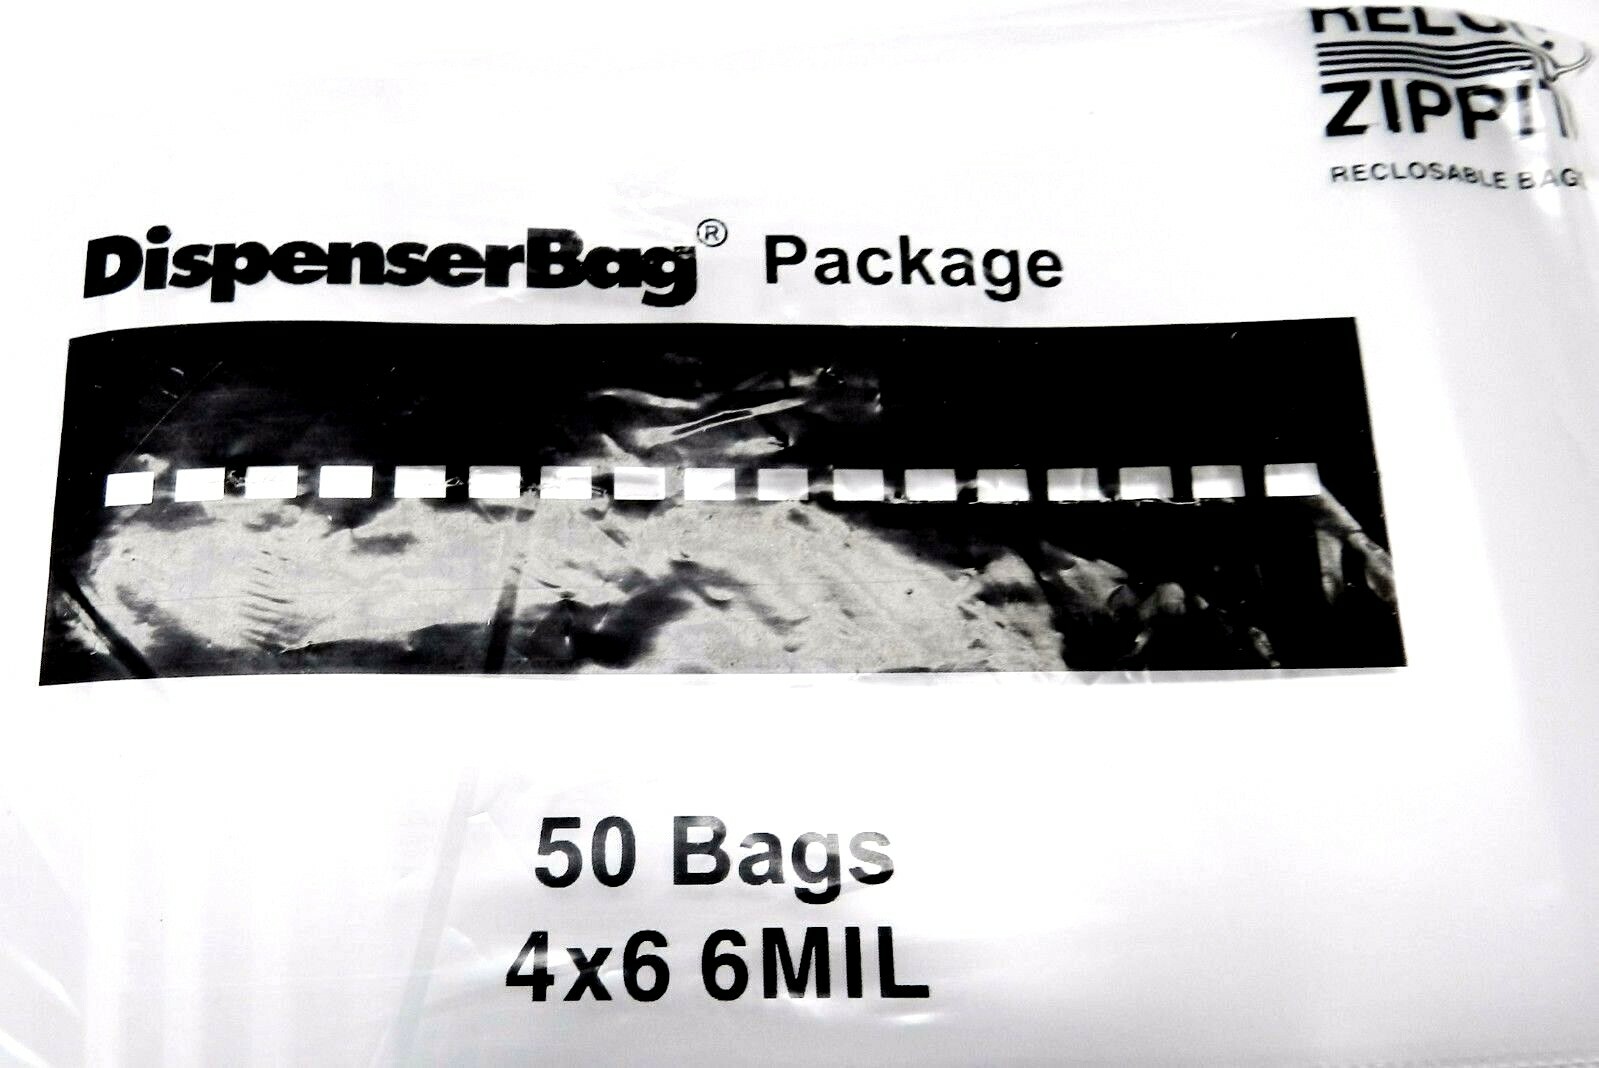 ZIPPIT
RECLOSABLE BAG
DispenserBag® Package
50 Bags
4x6 6MIL